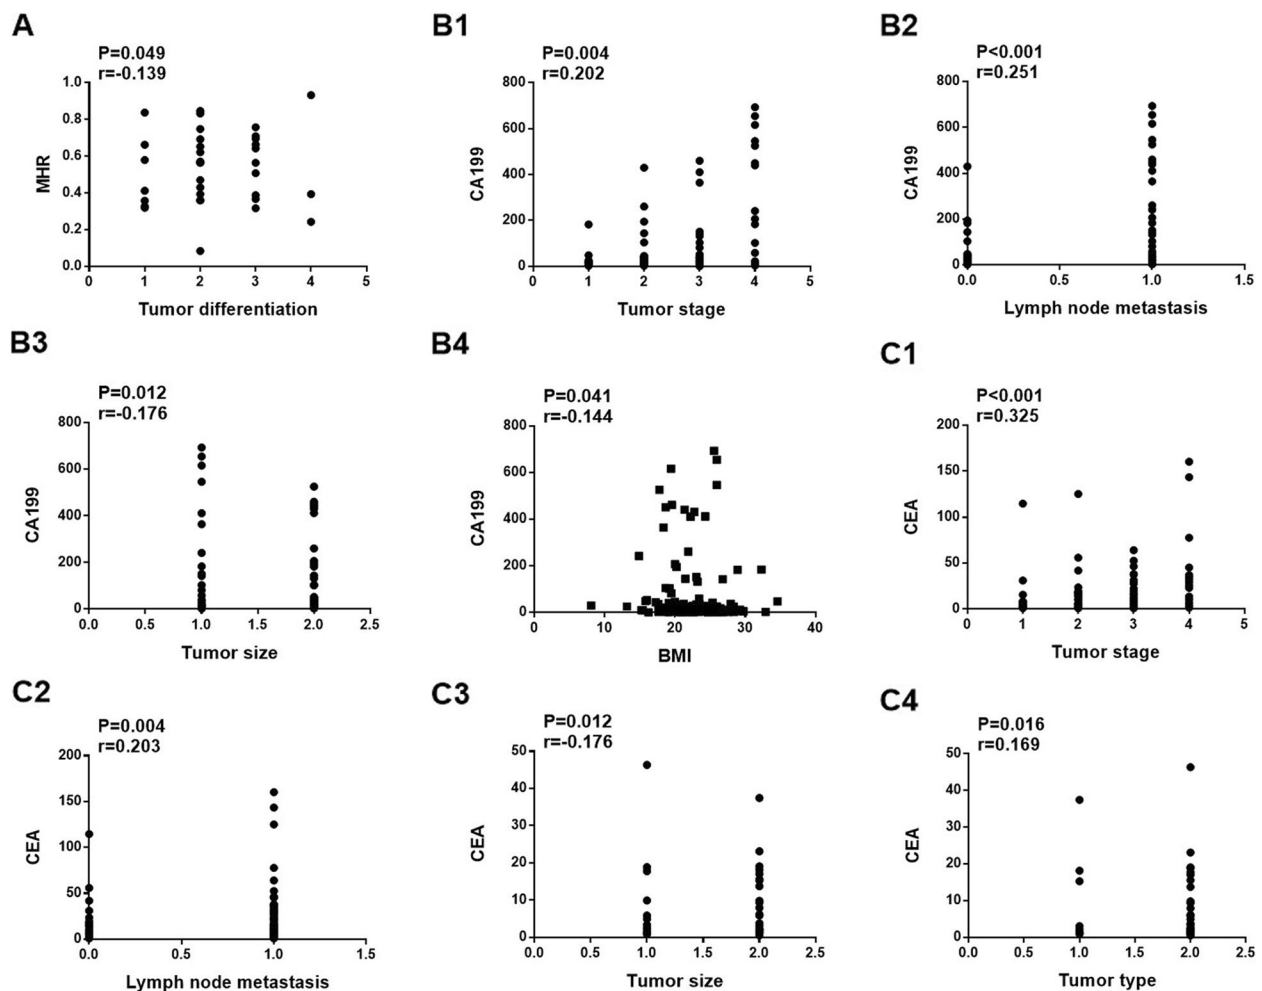 A
P=0.049
r=-0.139
1.0
0.8
0.6
0.4
0.2
0.0
MHR
0 1 2 3 4 5
Tumor differentiation
B1
P=0.004
r=0.202
800
600
400
200
0
CA199
0 1 2 3 4 5
Tumor stage
B2
P<0.001
r=0.251
800
600
400
200
0
CA199
0.0 0.5 1.0 1.5
Lymph node metastasis
B3
P=0.012
r=-0.176
800
600
400
200
0
CA199
0.0 0.5 1.0 1.5 2.0 2.5
Tumor size
B4
P=0.041
r=-0.144
800
600
400
200
0
CA199
0 10 20 30 40
BMI
C1
P<0.001
r=0.325
200
150
100
50
0
CEA
0 1 2 3 4 5
Tumor stage
C2
P=0.004
r=0.203
200
150
100
50
0
CEA
0.0 0.5 1.0 1.5
Lymph node metastasis
C3
P=0.012
r=-0.176
50
40
30
20
10
0
CEA
0.0 0.5 1.0 1.5 2.0 2.5
Tumor size
C4
P=0.016
r=0.169
50
40
30
20
10
0
CEA
0.0 0.5 1.0 1.5 2.0 2.5
Tumor type